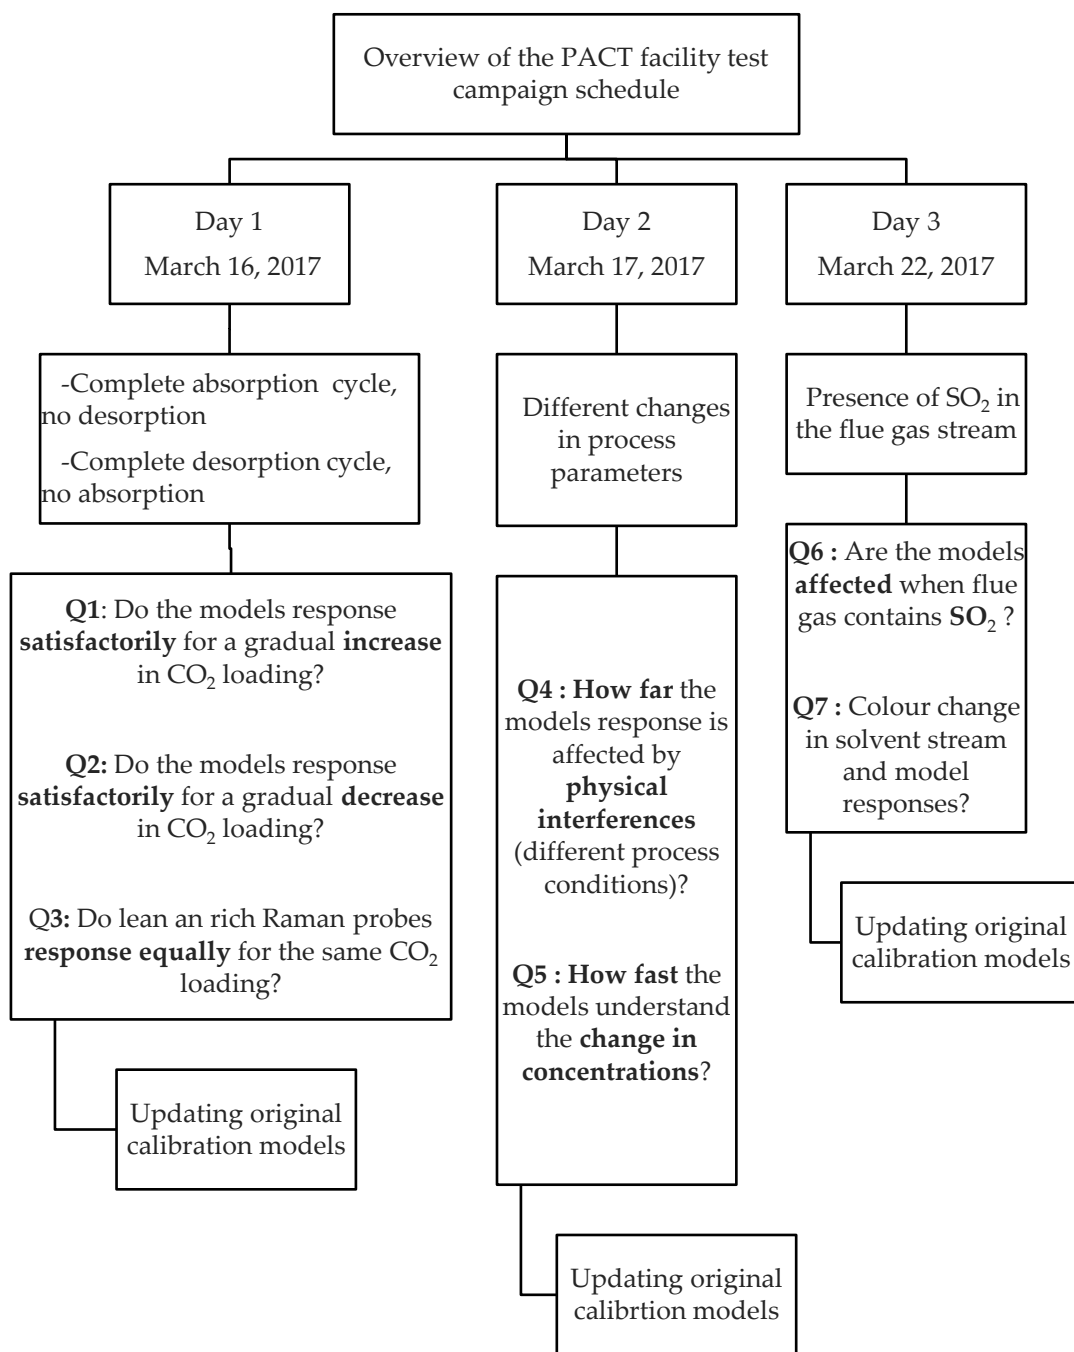 Overview of the PACT facility test
campaign schedule
Day 1
March 16, 2017
-Complete absorption cycle,
no desorption
-Complete desorption cycle,
no absorption
Q1: Do the models response
satisfactorily for a gradual increase
in CO₂ loading?
Q2: Do the models response
satisfactorily for a gradual decrease
in CO₂ loading?
Q3: Do lean an rich Raman probes
response equally for the same CO₂
loading?
Updating original
calibration models
Day 2
March 17, 2017
Different changes
in process
parameters
Q4 : How far the
models response is
affected by
physical
interferences
(different process
conditions)?
Q5 : How fast the
models understand
the change in
concentrations?
Updating original
calibrtion models
Day 3
March 22, 2017
Presence of SO₂ in
the flue gas stream
Q6 : Are the models
affected when flue
gas contains SO₂ ?
Q7 : Colour change
in solvent stream
and model
responses?
Updating original
calibration models